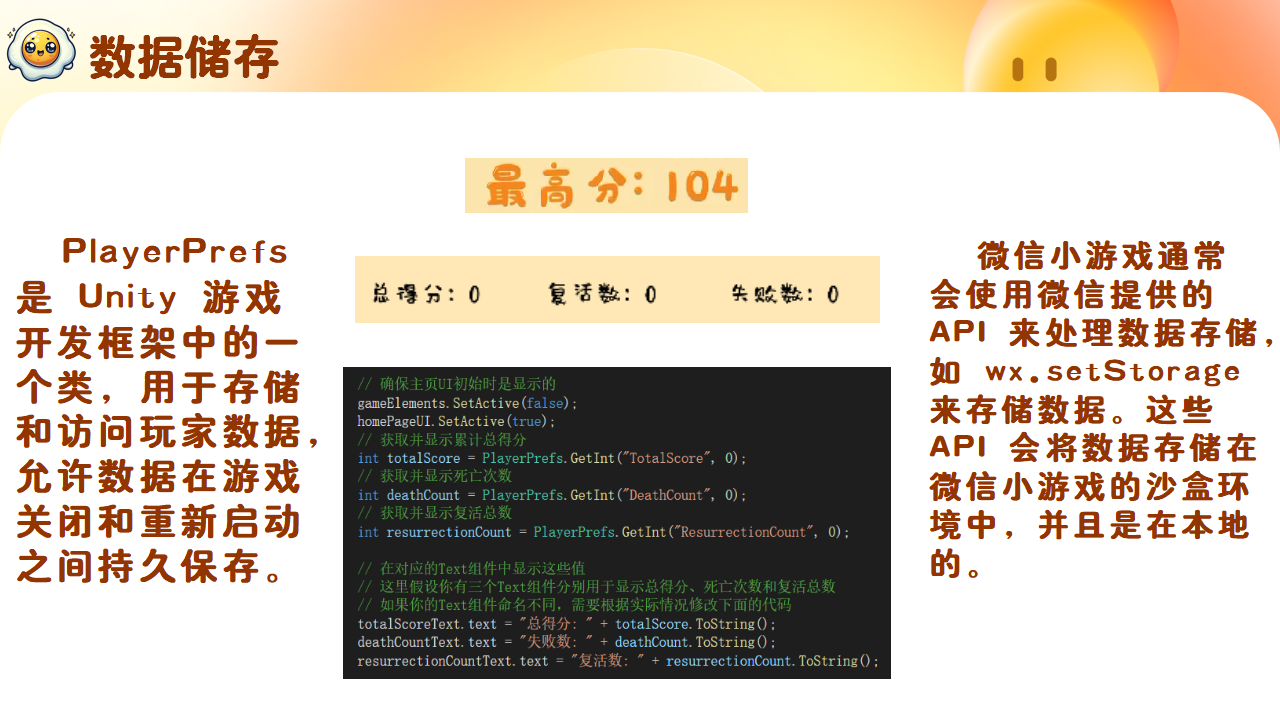 数据储存
最高分: 104
总得分: 0 复活数: 0 失败数: 0
PlayerPrefs
是 Unity 游戏
开发框架中的一
个类，用于存储
和访问玩家数据，
允许数据在游戏
关闭和重新启动
之间持久保存。
// 确保主页UI初始时是显示的
gameElements.SetActive(false);
homePageUI.SetActive(true);
// 获取并显示累计总得分
int totalScore = PlayerPrefs.GetInt("TotalScore", 0);
// 获取并显示死亡次数
int deathCount = PlayerPrefs.GetInt("DeathCount", 0);
// 获取并显示复活总数
int resurrectionCount = PlayerPrefs.GetInt("ResurrectionCount", 0);
// 在对应的Text组件中显示这些值
// 这里假设你有三个Text组件分别用于显示总得分、死亡次数和复活总数
// 如果你的Text组件命名不同，需要根据实际情况修改下面的代码
totalScoreText.text = "总得分: " + totalScore.ToString();
deathCountText.text = "失败数: " + deathCount.ToString();
resurrectionCountText.text = "复活数: " + resurrectionCount.ToString();
微信小游戏通常
会使用微信提供的
API 来处理数据存储，
如 wx.setStorage
来存储数据。这些
API 会将数据存储在
微信小游戏的沙盒环
境中，并且是在本地
的。